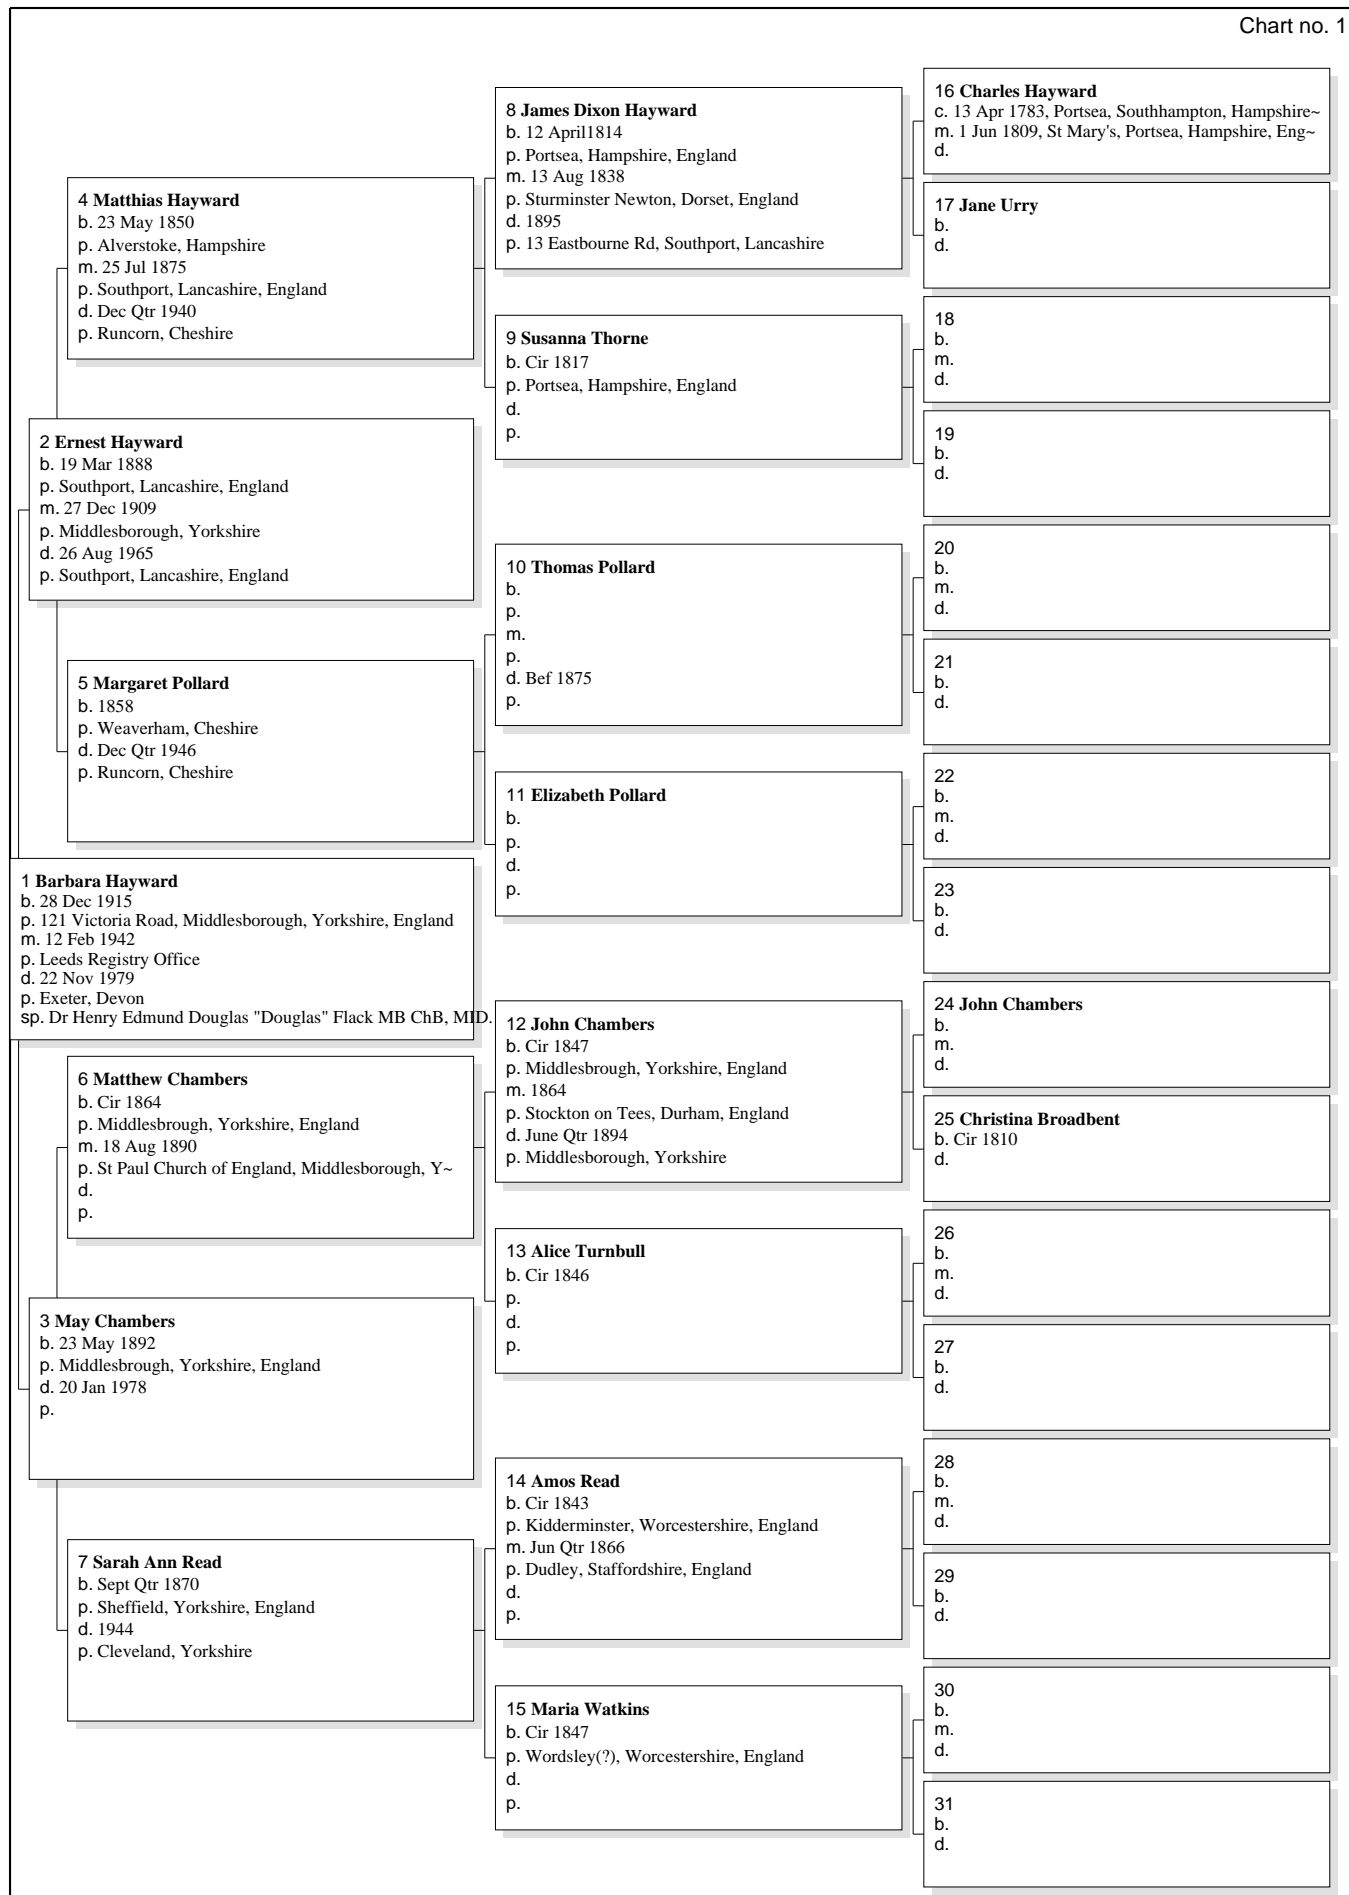 Chart no. 1
16 Charles Hayward
c. 13 Apr 1783, Portsea, Southhampton, Hampshire~
m. 1 Jun 1809, St Mary's, Portsea, Hampshire, Eng~
d.
8 James Dixon Hayward
b. 12 April1814
p. Portsea, Hampshire, England
m. 13 Aug 1838
p. Sturminster Newton, Dorset, England
d. 1895
p. 13 Eastbourne Rd, Southport, Lancashire
17 Jane Urry
b.
d.
4 Matthias Hayward
b. 23 May 1850
p. Alverstoke, Hampshire
m. 25 Jul 1875
p. Southport, Lancashire, England
d. Dec Qtr 1940
p. Runcorn, Cheshire
18
b.
m.
d.
9 Susanna Thorne
b. Cir 1817
p. Portsea, Hampshire, England
d.
p.
19
b.
d.
2 Ernest Hayward
b. 19 Mar 1888
p. Southport, Lancashire, England
m. 27 Dec 1909
p. Middlesborough, Yorkshire
d. 26 Aug 1965
p. Southport, Lancashire, England
20
b.
m.
d.
10 Thomas Pollard
b.
p.
m.
p.
d. Bef 1875
p.
21
b.
d.
5 Margaret Pollard
b. 1858
p. Weaverham, Cheshire
d. Dec Qtr 1946
p. Runcorn, Cheshire
22
b.
m.
d.
11 Elizabeth Pollard
b.
p.
d.
p.
23
b.
d.
1 Barbara Hayward
b. 28 Dec 1915
p. 121 Victoria Road, Middlesborough, Yorkshire, England
m. 12 Feb 1942
p. Leeds Registry Office
d. 22 Nov 1979
p. Exeter, Devon
sp. Dr Henry Edmund Douglas "Douglas" Flack MB ChB, MID.
24 John Chambers
b.
m.
d.
12 John Chambers
b. Cir 1847
p. Middlesbrough, Yorkshire, England
m. 1864
p. Stockton on Tees, Durham, England
d. June Qtr 1894
p. Middlesborough, Yorkshire
25 Christina Broadbent
b. Cir 1810
d.
6 Matthew Chambers
b. Cir 1864
p. Middlesbrough, Yorkshire, England
m. 18 Aug 1890
p. St Paul Church of England, Middlesborough, Y~
d.
p.
26
b.
m.
d.
13 Alice Turnbull
b. Cir 1846
p.
d.
p.
27
b.
d.
3 May Chambers
b. 23 May 1892
p. Middlesbrough, Yorkshire, England
d. 20 Jan 1978
p.
28
b.
m.
d.
14 Amos Read
b. Cir 1843
p. Kidderminster, Worcestershire, England
m. Jun Qtr 1866
p. Dudley, Staffordshire, England
d.
p.
29
b.
d.
7 Sarah Ann Read
b. Sept Qtr 1870
p. Sheffield, Yorkshire, England
d. 1944
p. Cleveland, Yorkshire
30
b.
m.
d.
15 Maria Watkins
b. Cir 1847
p. Wordsley(?), Worcestershire, England
d.
p.
31
b.
d.